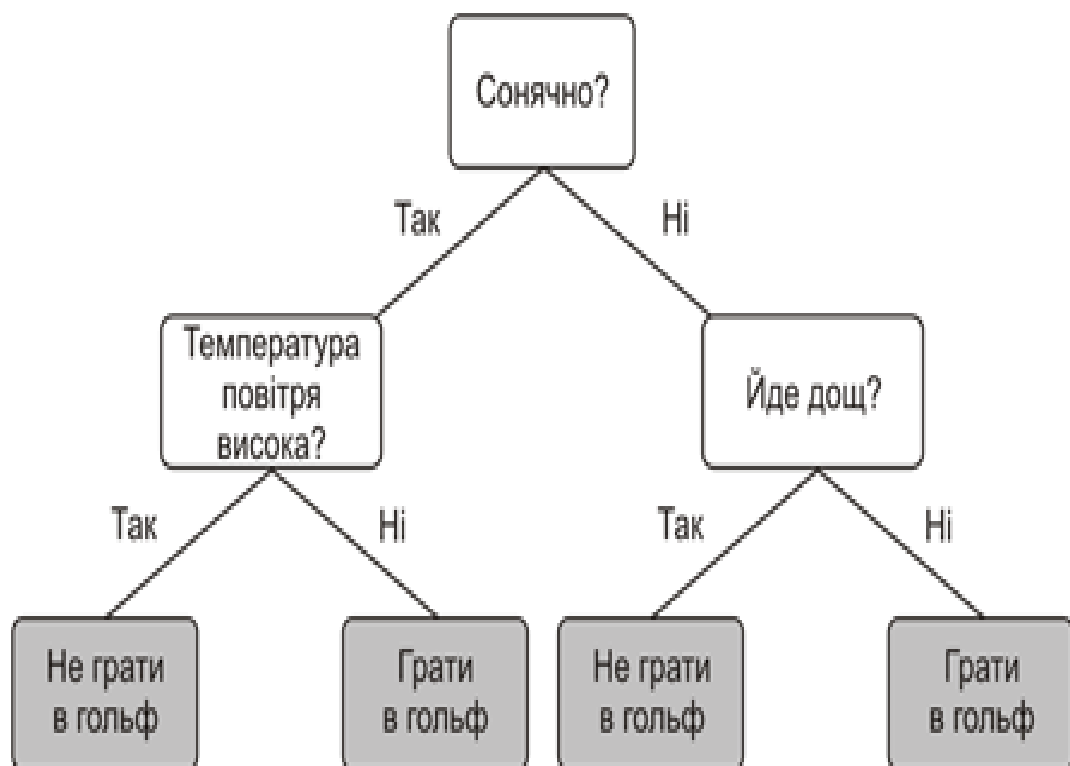 Сонячно?
Так
Ні
Температура
повітря
висока?
Йде дощ?
Так
Ні
Так
Ні
Не грати
в гольф
Грати
в гольф
Не грати
в гольф
Грати
в гольф